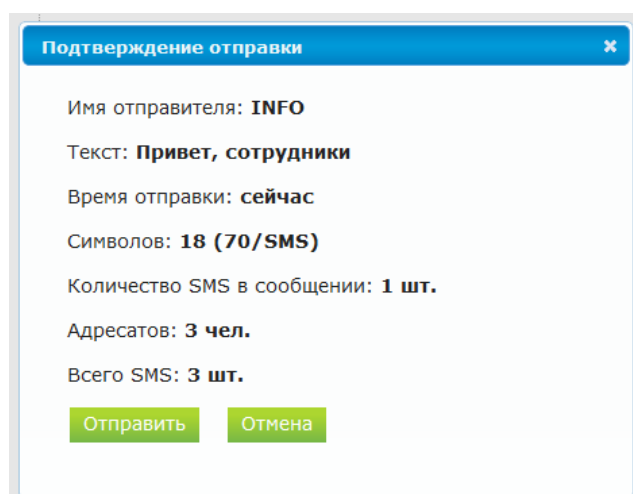 Подтверждение отправки
Имя отправителя: INFO
Текст: Привет, сотрудники
Время отправки: сейчас
Символов: 18 (70/SMS)
Количество SMS в сообщении: 1 шт.
Адресатов: 3 чел.
Всего SMS: 3 шт.
Отправить Отмена